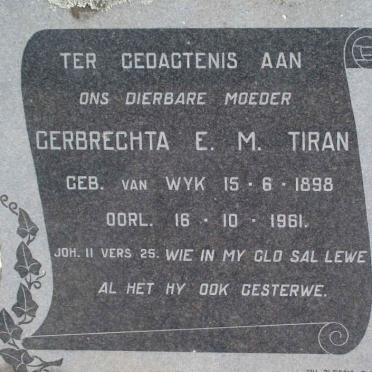 TER GEDAGTENIS AAN
ONS DIERBARE MOEDER
GERBRECHTA E. M. TIRAN
GEB. VAN WYK 15·6·1898
OORL. 16·10·1961.
JOH. 11 VERS 25. WIE IN MY GLO SAL LEWE
AL HET HY OOK GESTERWE.